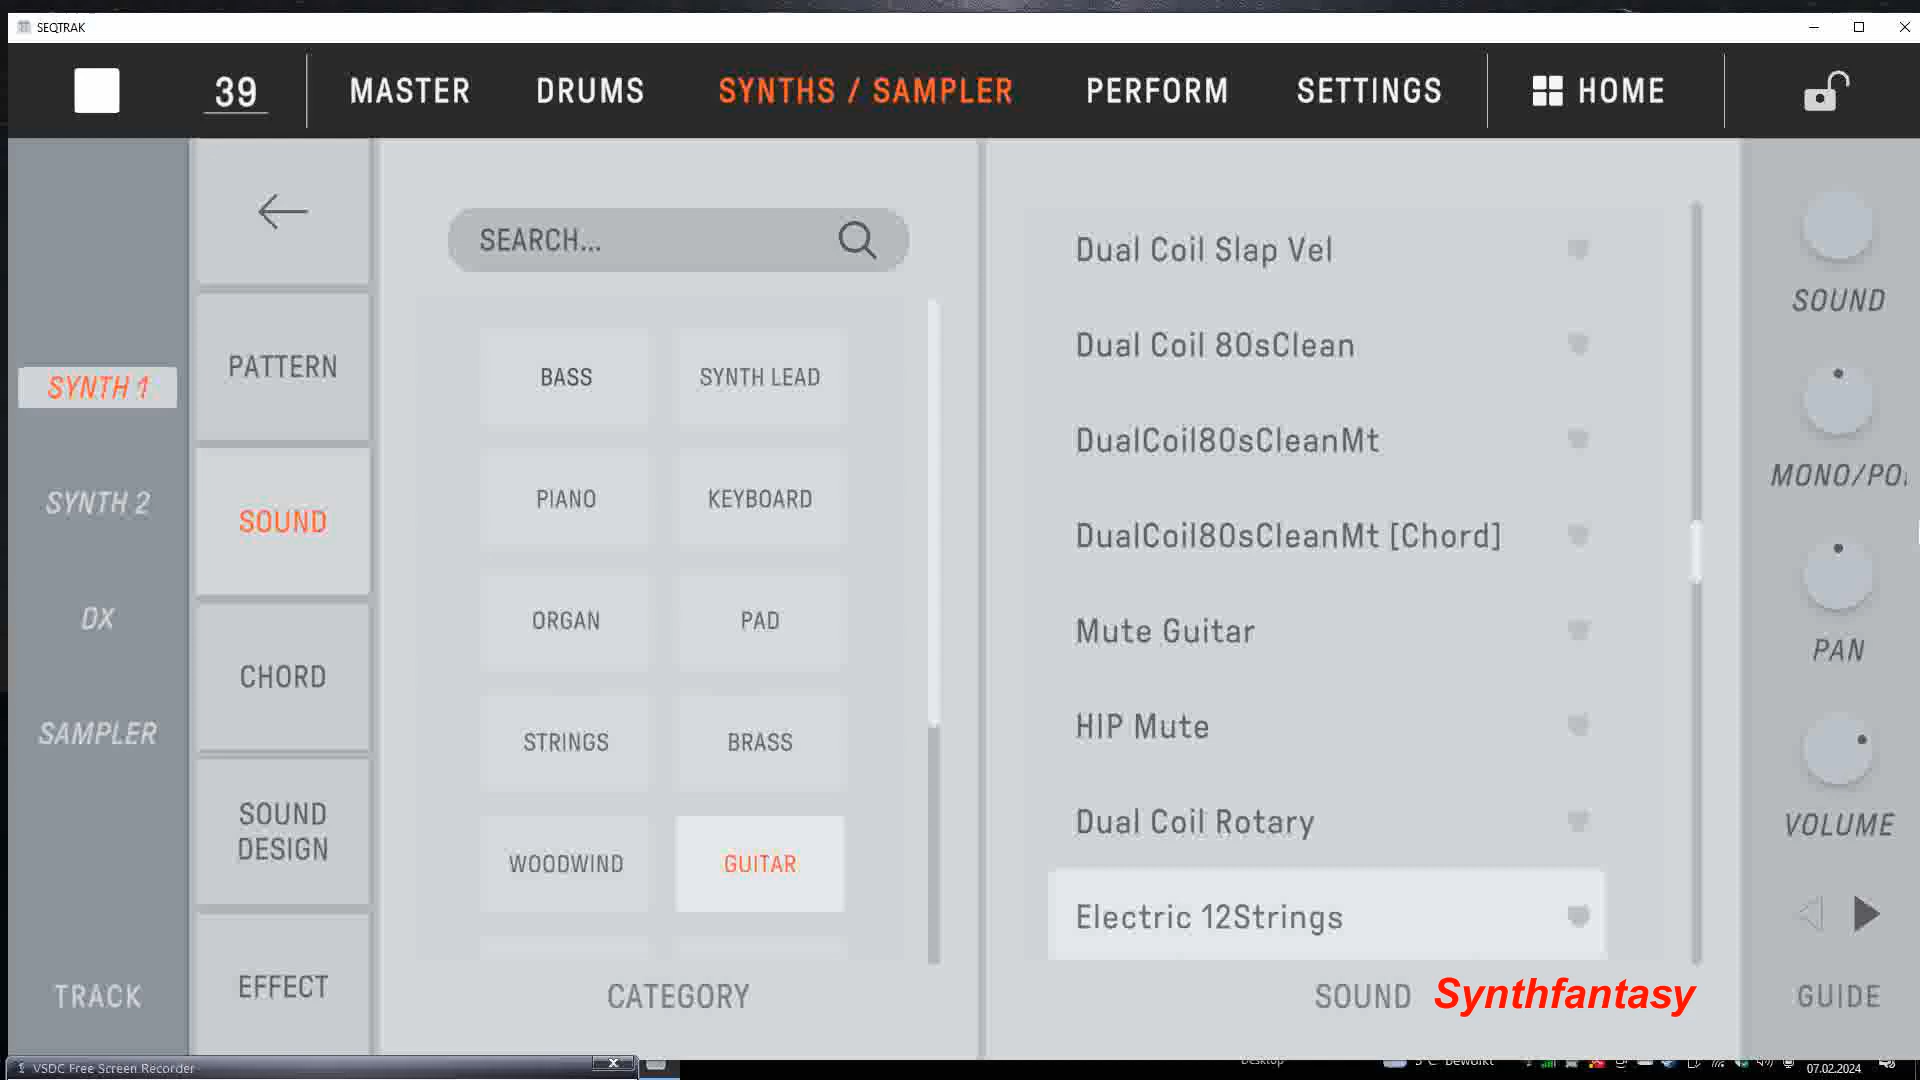 SEQTRAK
39
MASTER
DRUMS
SYNTHS / SAMPLER
PERFORM
SETTINGS
HOME
SYNTH 1
SYNTH 2
DX
SAMPLER
TRACK
PATTERN
SOUND
CHORD
SOUND
DESIGN
EFFECT
SEARCH...
BASS
SYNTH LEAD
PIANO
KEYBOARD
ORGAN
PAD
STRINGS
BRASS
WOODWIND
GUITAR
CATEGORY
Dual Coil Slap Vel
Dual Coil 80sClean
DualCoil80sCleanMt
DualCoil80sCleanMt [Chord]
Mute Guitar
HIP Mute
Dual Coil Rotary
Electric 12Strings
SOUND
Synthfantasy
SOUND
MONO/PO
PAN
VOLUME
GUIDE
VSDC Free Screen Recorder
Desktop
5°C Bewölkt
07.02.2024